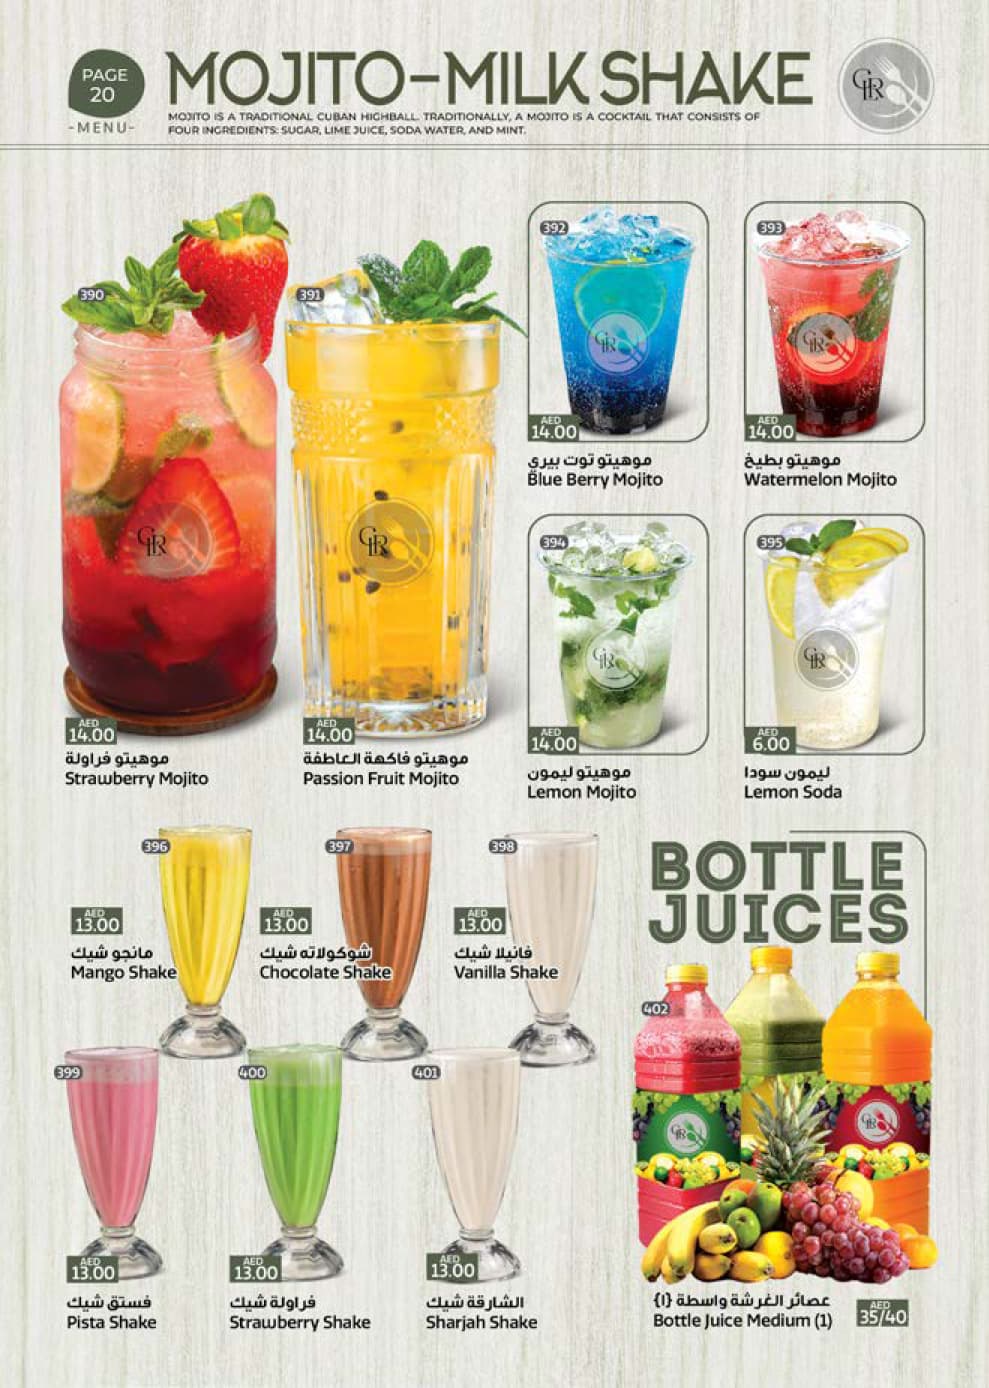 PAGE
20
-MENU-
MOJITO-MILK SHAKE
MOJITO IS A TRADITIONAL CUBAN HIGHBALL. TRADITIONALLY, A MOJITO IS A COCKTAIL THAT CONSISTS OF
FOUR INGREDIENTS: SUGAR, LIME JUICE, SODA WATER, AND MINT.
390
AED
14.00
موهيتو فراولة
Strawberry Mojito
391
AED
14.00
موهيتو فاكهة العاطفة
Passion Fruit Mojito
392
AED
14.00
موهيتو توت بيري
Blue Berry Mojito
393
AED
14.00
موهيتو بطيخ
Watermelon Mojito
394
AED
14.00
موهيتو ليمون
Lemon Mojito
395
AED
6.00
ليمون سودا
Lemon Soda
396
AED
13.00
مانجو شيك
Mango Shake
397
AED
13.00
شوكولاته شيك
Chocolate Shake
398
AED
13.00
فانيلا شيك
Vanilla Shake
399
AED
13.00
فستق شيك
Pista Shake
400
AED
13.00
فراولة شيك
Strawberry Shake
401
AED
13.00
الشارقة شيك
Sharjah Shake
BOTTLE
JUICES
402
عصائر الغرشة واسطة {١}
Bottle Juice Medium (1)
AED
35/40